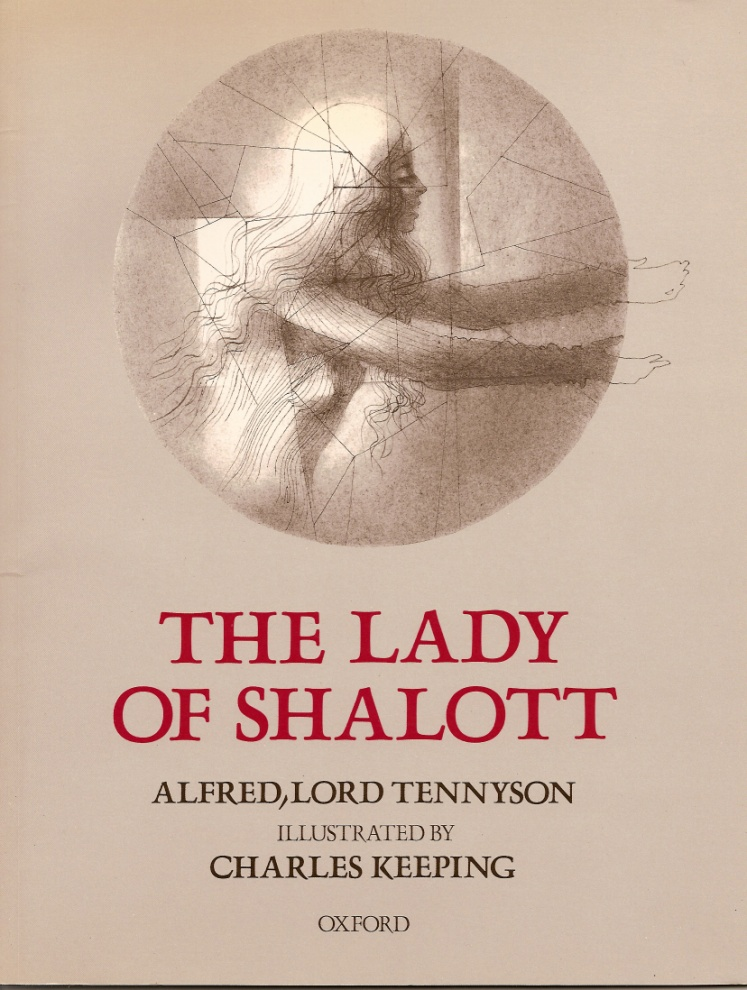 THE LADY
OF SHALOTT
ALFRED, LORD TENNYSON
ILLUSTRATED BY
CHARLES KEEPING
OXFORD